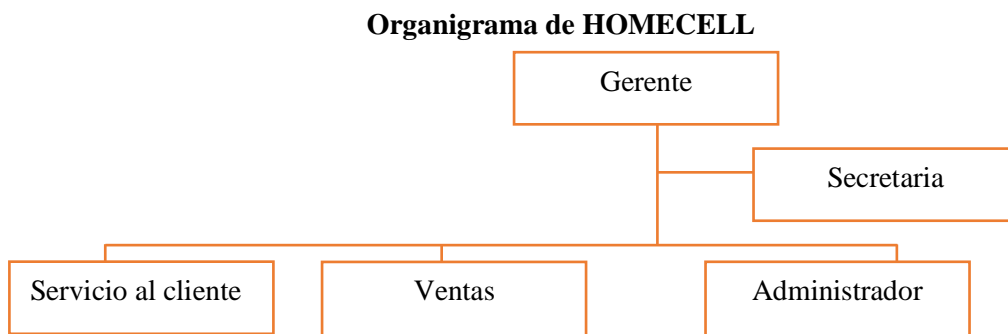 Organigrama de HOMECELL
Gerente
Secretaria
Servicio al cliente
Ventas
Administrador